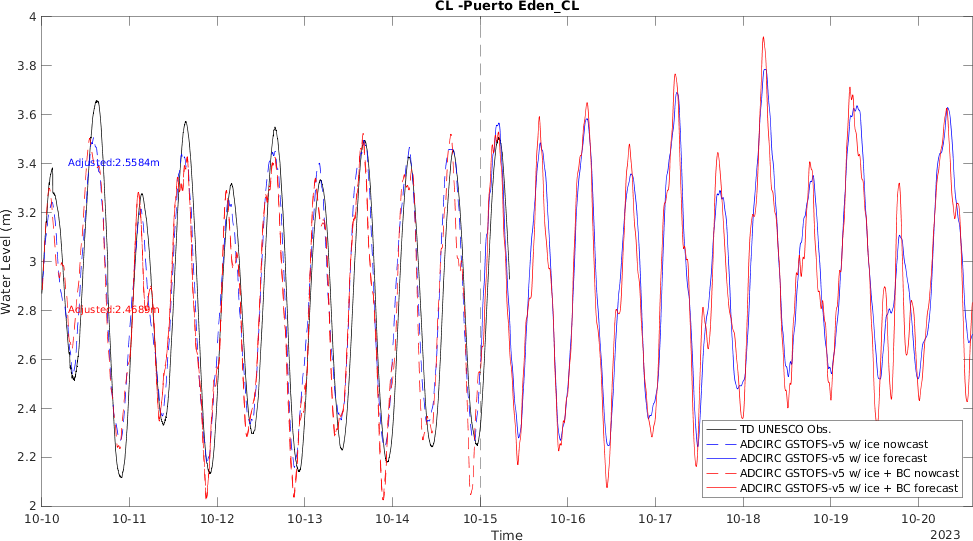 CL -Puerto Eden_CL
4
3.8
3.6
3.4
3.2
3
2.8
2.6
2.4
2.2
2
Water Level (m)
Adjusted:2.5584m
Adjusted:2.4589m
TD UNESCO Obs.
ADCIRC GSTOFS-v5 w/ ice nowcast
ADCIRC GSTOFS-v5 w/ ice forecast
ADCIRC GSTOFS-v5 w/ ice + BC nowcast
ADCIRC GSTOFS-v5 w/ ice + BC forecast
10-10 10-11 10-12 10-13 10-14 10-15 10-16 10-17 10-18 10-19 10-20
Time
2023